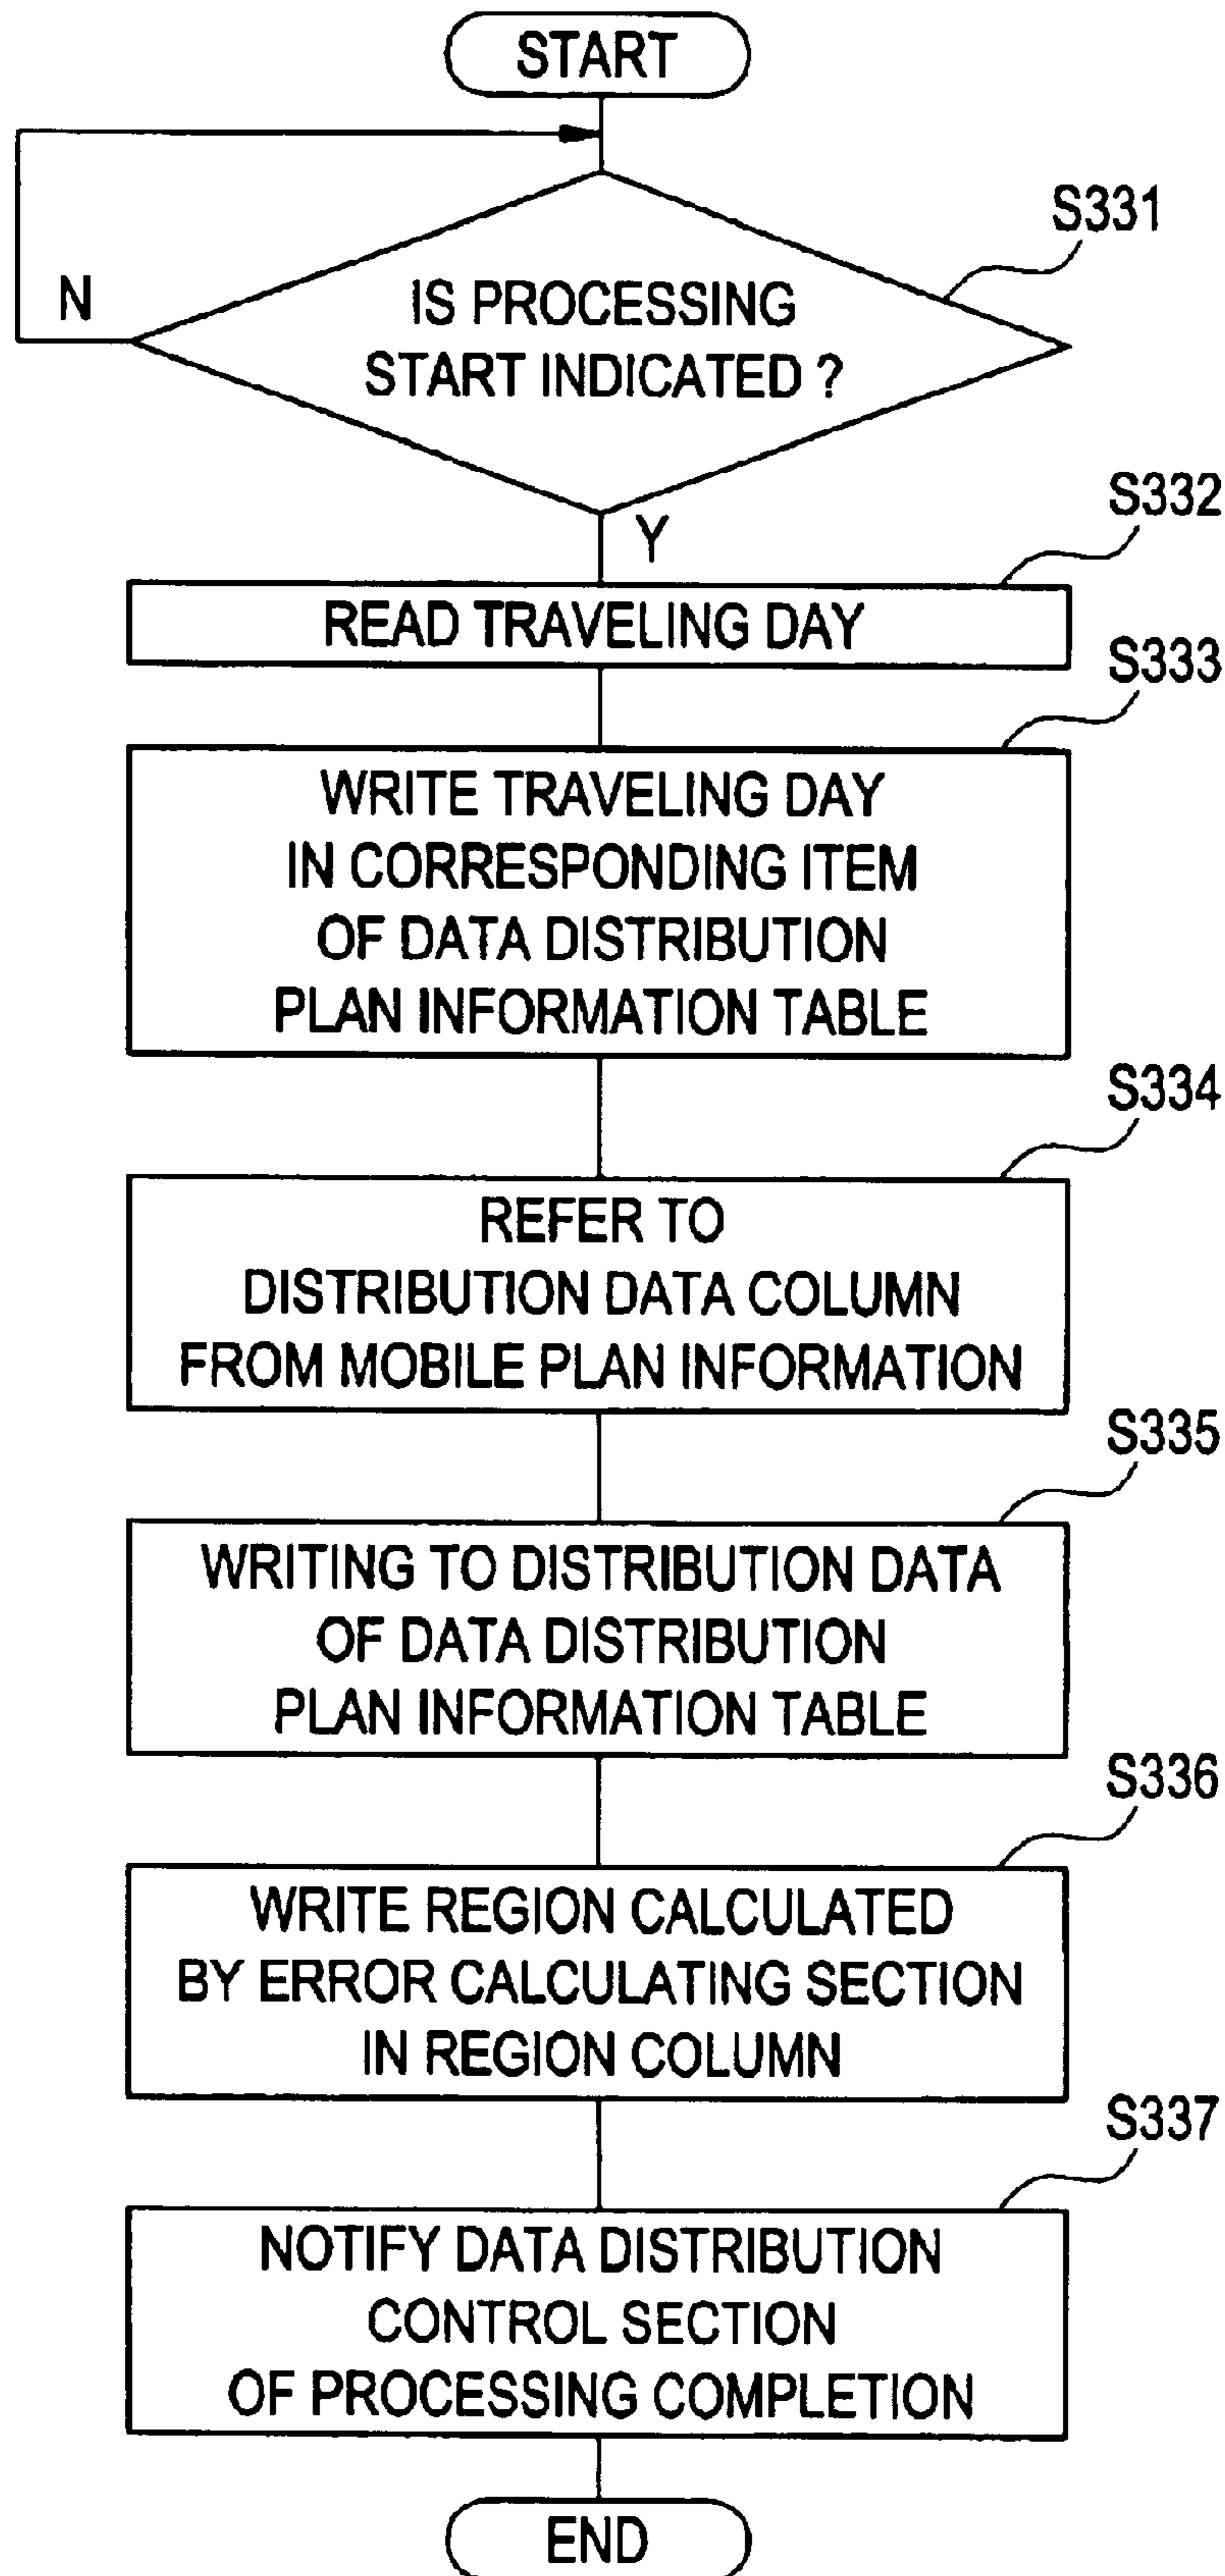 START
S331
N
IS PROCESSING
START INDICATED ?
Y
S332
READ TRAVELING DAY
S333
WRITE TRAVELING DAY
IN CORRESPONDING ITEM
OF DATA DISTRIBUTION
PLAN INFORMATION TABLE
S334
REFER TO
DISTRIBUTION DATA COLUMN
FROM MOBILE PLAN INFORMATION
S335
WRITING TO DISTRIBUTION DATA
OF DATA DISTRIBUTION
PLAN INFORMATION TABLE
S336
WRITE REGION CALCULATED
BY ERROR CALCULATING SECTION
IN REGION COLUMN
S337
NOTIFY DATA DISTRIBUTION
CONTROL SECTION
OF PROCESSING COMPLETION
END